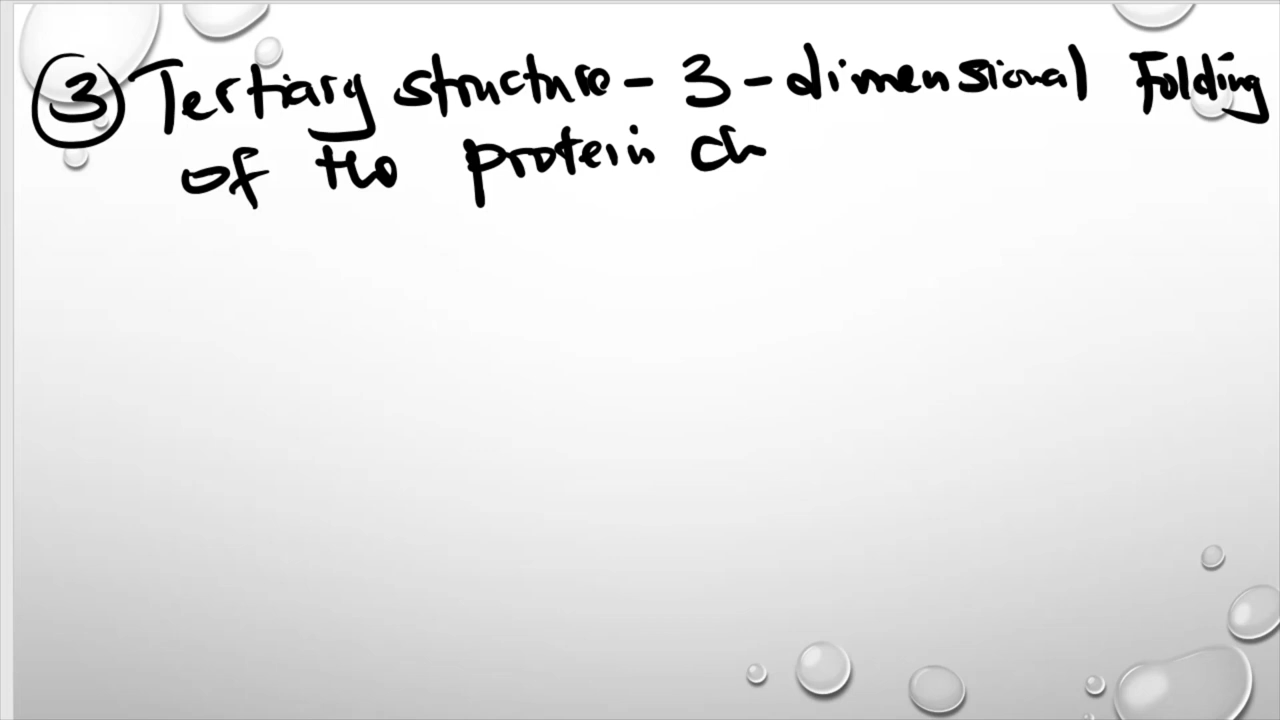 ③ Tertiary structure - 3-dimensional Folding
of the protein ch